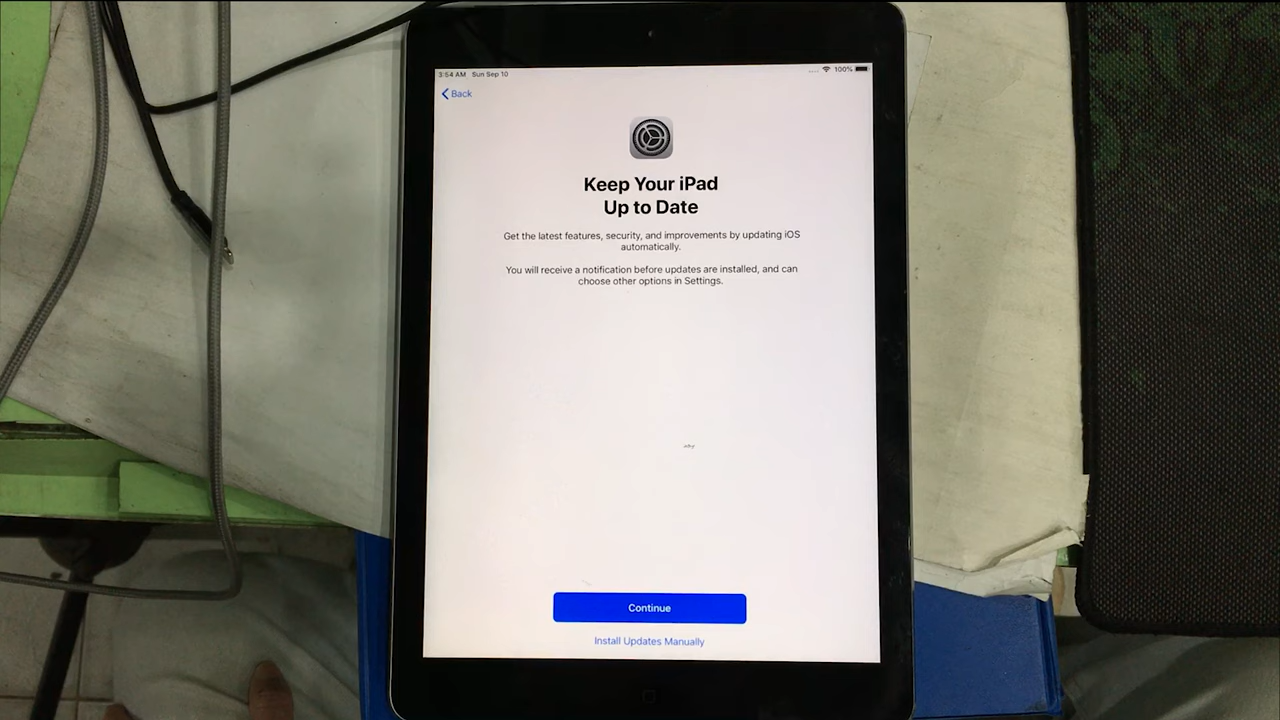 3:54 AM Sun Sep 10
100%
Back
Keep Your iPad
Up to Date
Get the latest features, security, and improvements by updating iOS
automatically.
You will receive a notification before updates are installed, and can
choose other options in Settings.
Continue
Install Updates Manually